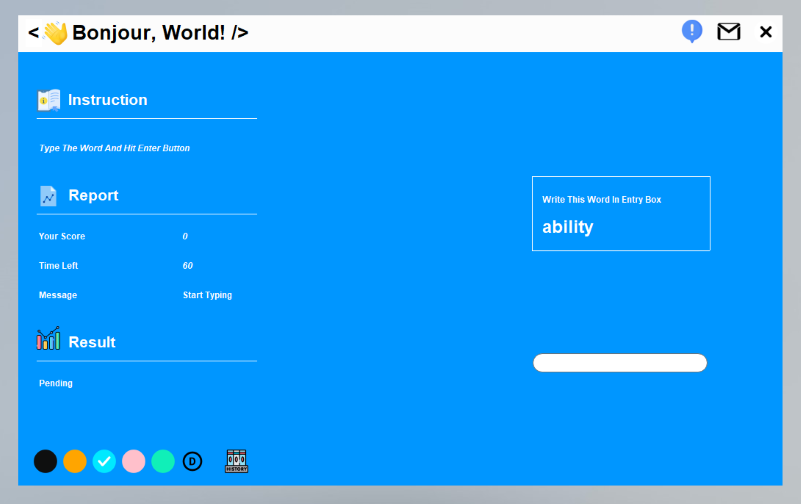 < 👋 Bonjour, World! />
Instruction
Type The Word And Hit Enter Button
Report
Your Score 0
Time Left 60
Message Start Typing
Result
Pending
Write This Word In Entry Box
ability
D
HISTORY